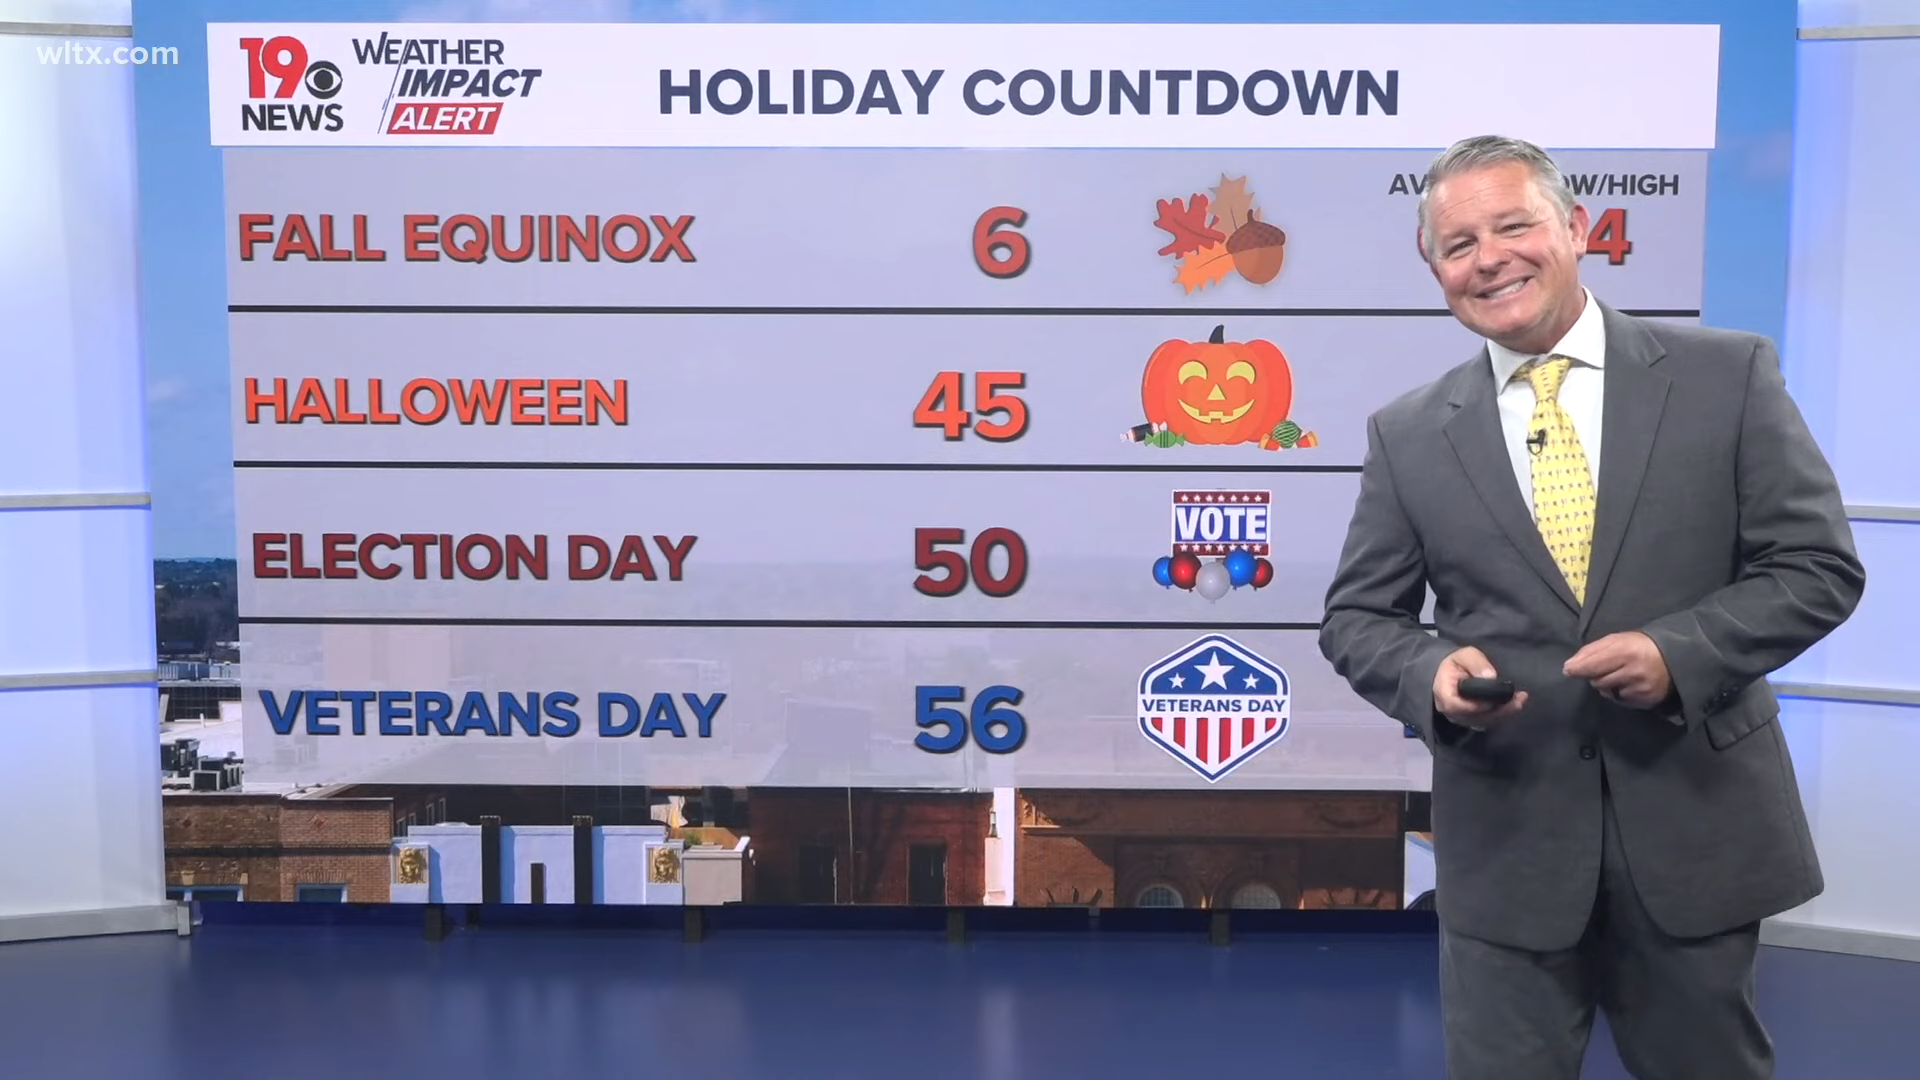 wltx.com
19 NEWS
WEATHER
IMPACT
ALERT
HOLIDAY COUNTDOWN
FALL EQUINOX 6
HALLOWEEN 45
ELECTION DAY 50
VOTE
VETERANS DAY 56
VETERANS DAY